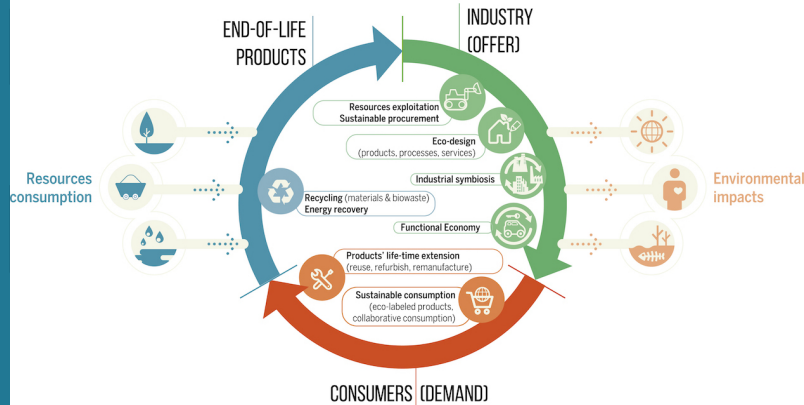 END-OF-LIFE
PRODUCTS
INDUSTRY
(OFFER)
Resources exploitation
Sustainable procurement
Eco-design
(products, processes, services)
Industrial symbiosis
Functional Economy
Recycling (materials & biowaste)
Energy recovery
Products' life-time extension
(reuse, refurbish, remanufacture)
Sustainable consumption
(eco-labeled products,
collaborative consumption)
Resources
consumption
Environmental
impacts
CONSUMERS (DEMAND)